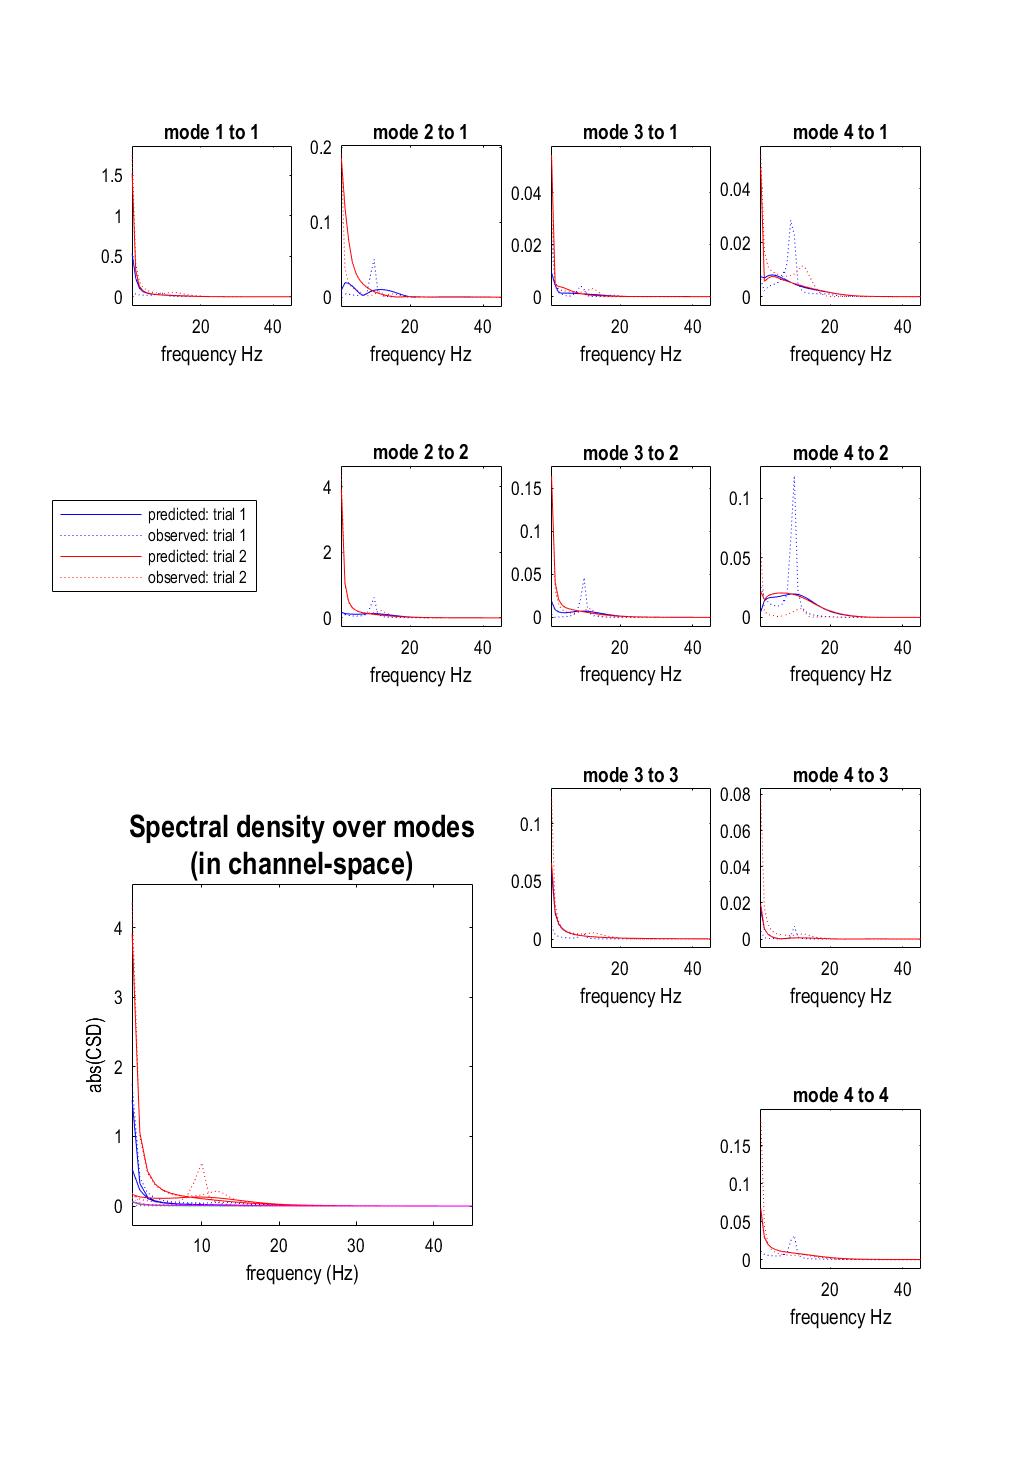 mode 1 to 1
1.5
1
0.5
0
20 40
frequency Hz
mode 2 to 1
0.2
0.1
0
20 40
frequency Hz
mode 3 to 1
0.04
0.02
0
20 40
frequency Hz
mode 4 to 1
0.04
0.02
0
20 40
frequency Hz
predicted: trial 1
observed: trial 1
predicted: trial 2
observed: trial 2
mode 2 to 2
4
2
0
20 40
frequency Hz
mode 3 to 2
0.15
0.1
0.05
0
20 40
frequency Hz
mode 4 to 2
0.1
0.05
0
20 40
frequency Hz
mode 3 to 3
0.1
0.05
0
20 40
frequency Hz
mode 4 to 3
0.08
0.06
0.04
0.02
0
20 40
frequency Hz
Spectral density over modes
(in channel-space)
abs(CSD)
4
3
2
1
0
10 20 30 40
frequency (Hz)
mode 4 to 4
0.15
0.1
0.05
0
20 40
frequency Hz